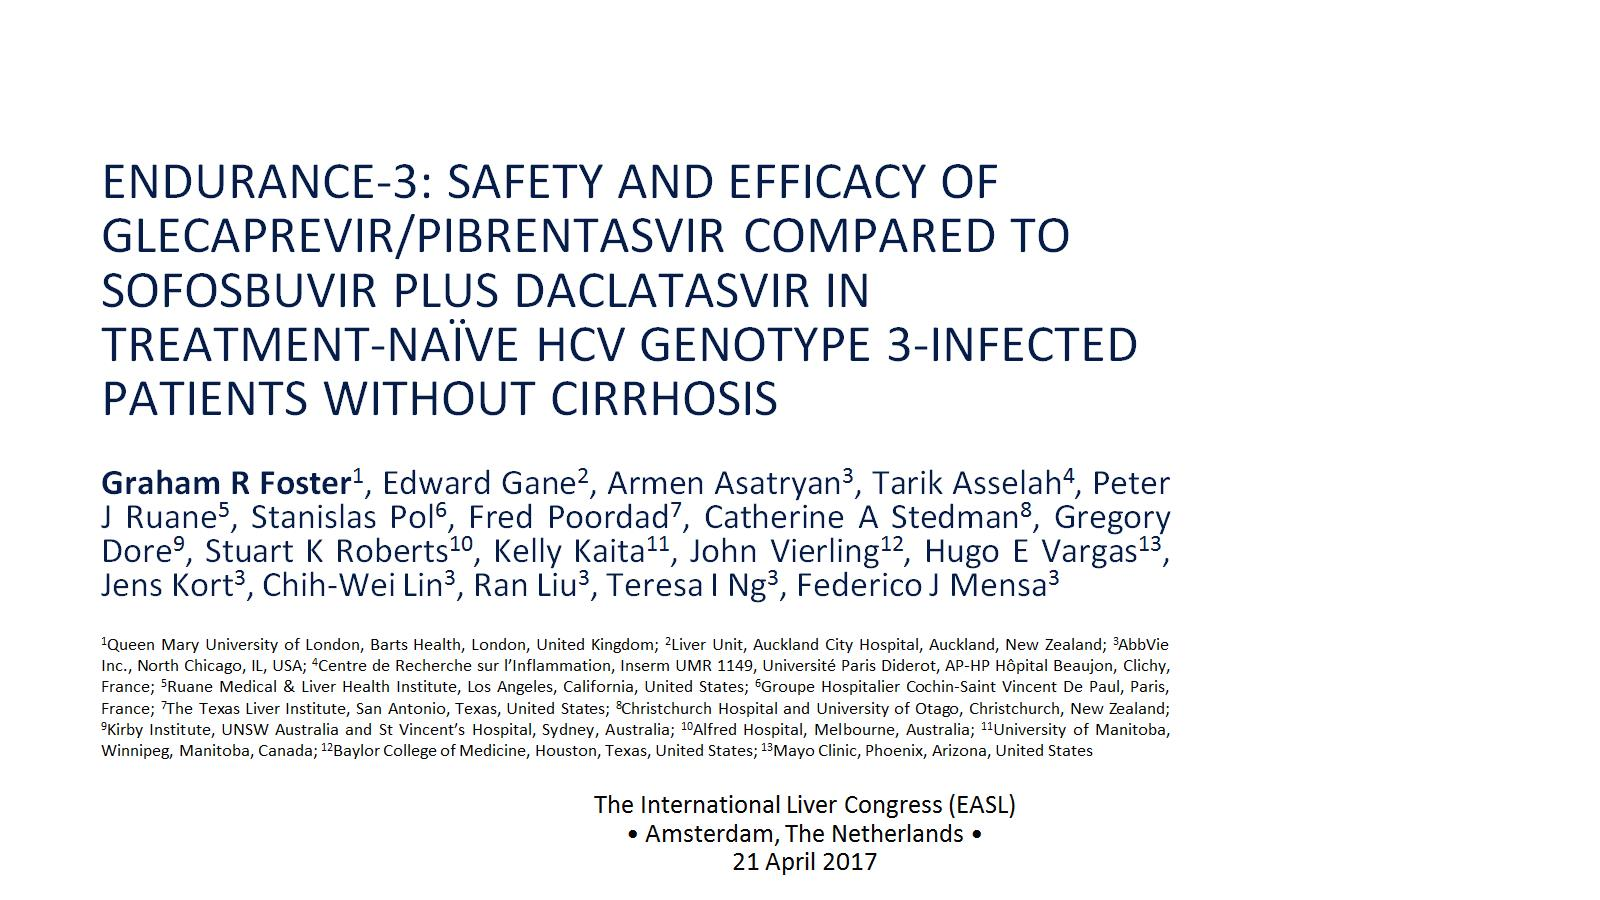 ENDURANCE-3: SAFETY AND EFFICACY OF
GLECAPREVIR/PIBRENTASVIR COMPARED TO
SOFOSBUVIR PLUS DACLATASVIR IN
TREATMENT-NAÏVE HCV GENOTYPE 3-INFECTED
PATIENTS WITHOUT CIRRHOSIS
Graham R Foster¹, Edward Gane², Armen Asatryan³, Tarik Asselah⁴, Peter
J Ruane⁵, Stanislas Pol⁶, Fred Poordad⁷, Catherine A Stedman⁸, Gregory
Dore⁹, Stuart K Roberts¹⁰, Kelly Kaita¹¹, John Vierling¹², Hugo E Vargas¹³,
Jens Kort³, Chih-Wei Lin³, Ran Liu³, Teresa I Ng³, Federico J Mensa³
¹Queen Mary University of London, Barts Health, London, United Kingdom; ²Liver Unit, Auckland City Hospital, Auckland, New Zealand; ³AbbVie
Inc., North Chicago, IL, USA; ⁴Centre de Recherche sur l’Inflammation, Inserm UMR 1149, Université Paris Diderot, AP-HP Hôpital Beaujon, Clichy,
France; ⁵Ruane Medical & Liver Health Institute, Los Angeles, California, United States; ⁶Groupe Hospitalier Cochin-Saint Vincent De Paul, Paris,
France; ⁷The Texas Liver Institute, San Antonio, Texas, United States; ⁸Christchurch Hospital and University of Otago, Christchurch, New Zealand;
⁹Kirby Institute, UNSW Australia and St Vincent’s Hospital, Sydney, Australia; ¹⁰Alfred Hospital, Melbourne, Australia; ¹¹University of Manitoba,
Winnipeg, Manitoba, Canada; ¹²Baylor College of Medicine, Houston, Texas, United States; ¹³Mayo Clinic, Phoenix, Arizona, United States
The International Liver Congress (EASL)
• Amsterdam, The Netherlands •
21 April 2017